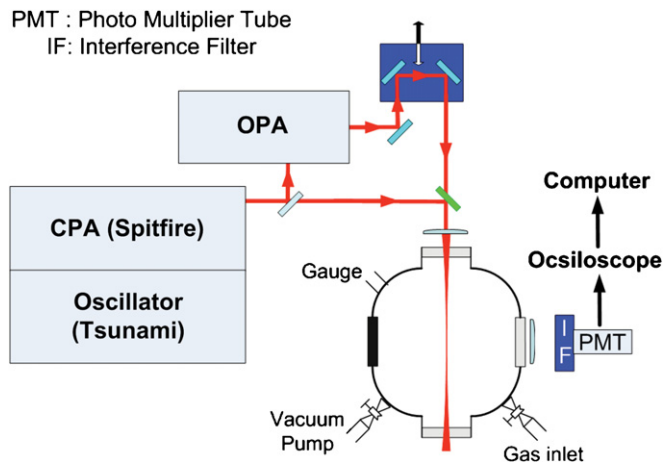 PMT : Photo Multiplier Tube
IF: Interference Filter
OPA
CPA (Spitfire)
Oscillator
(Tsunami)
Gauge
Computer
Ocsiloscope
I
F
PMT
Vacuum
Pump
Gas inlet